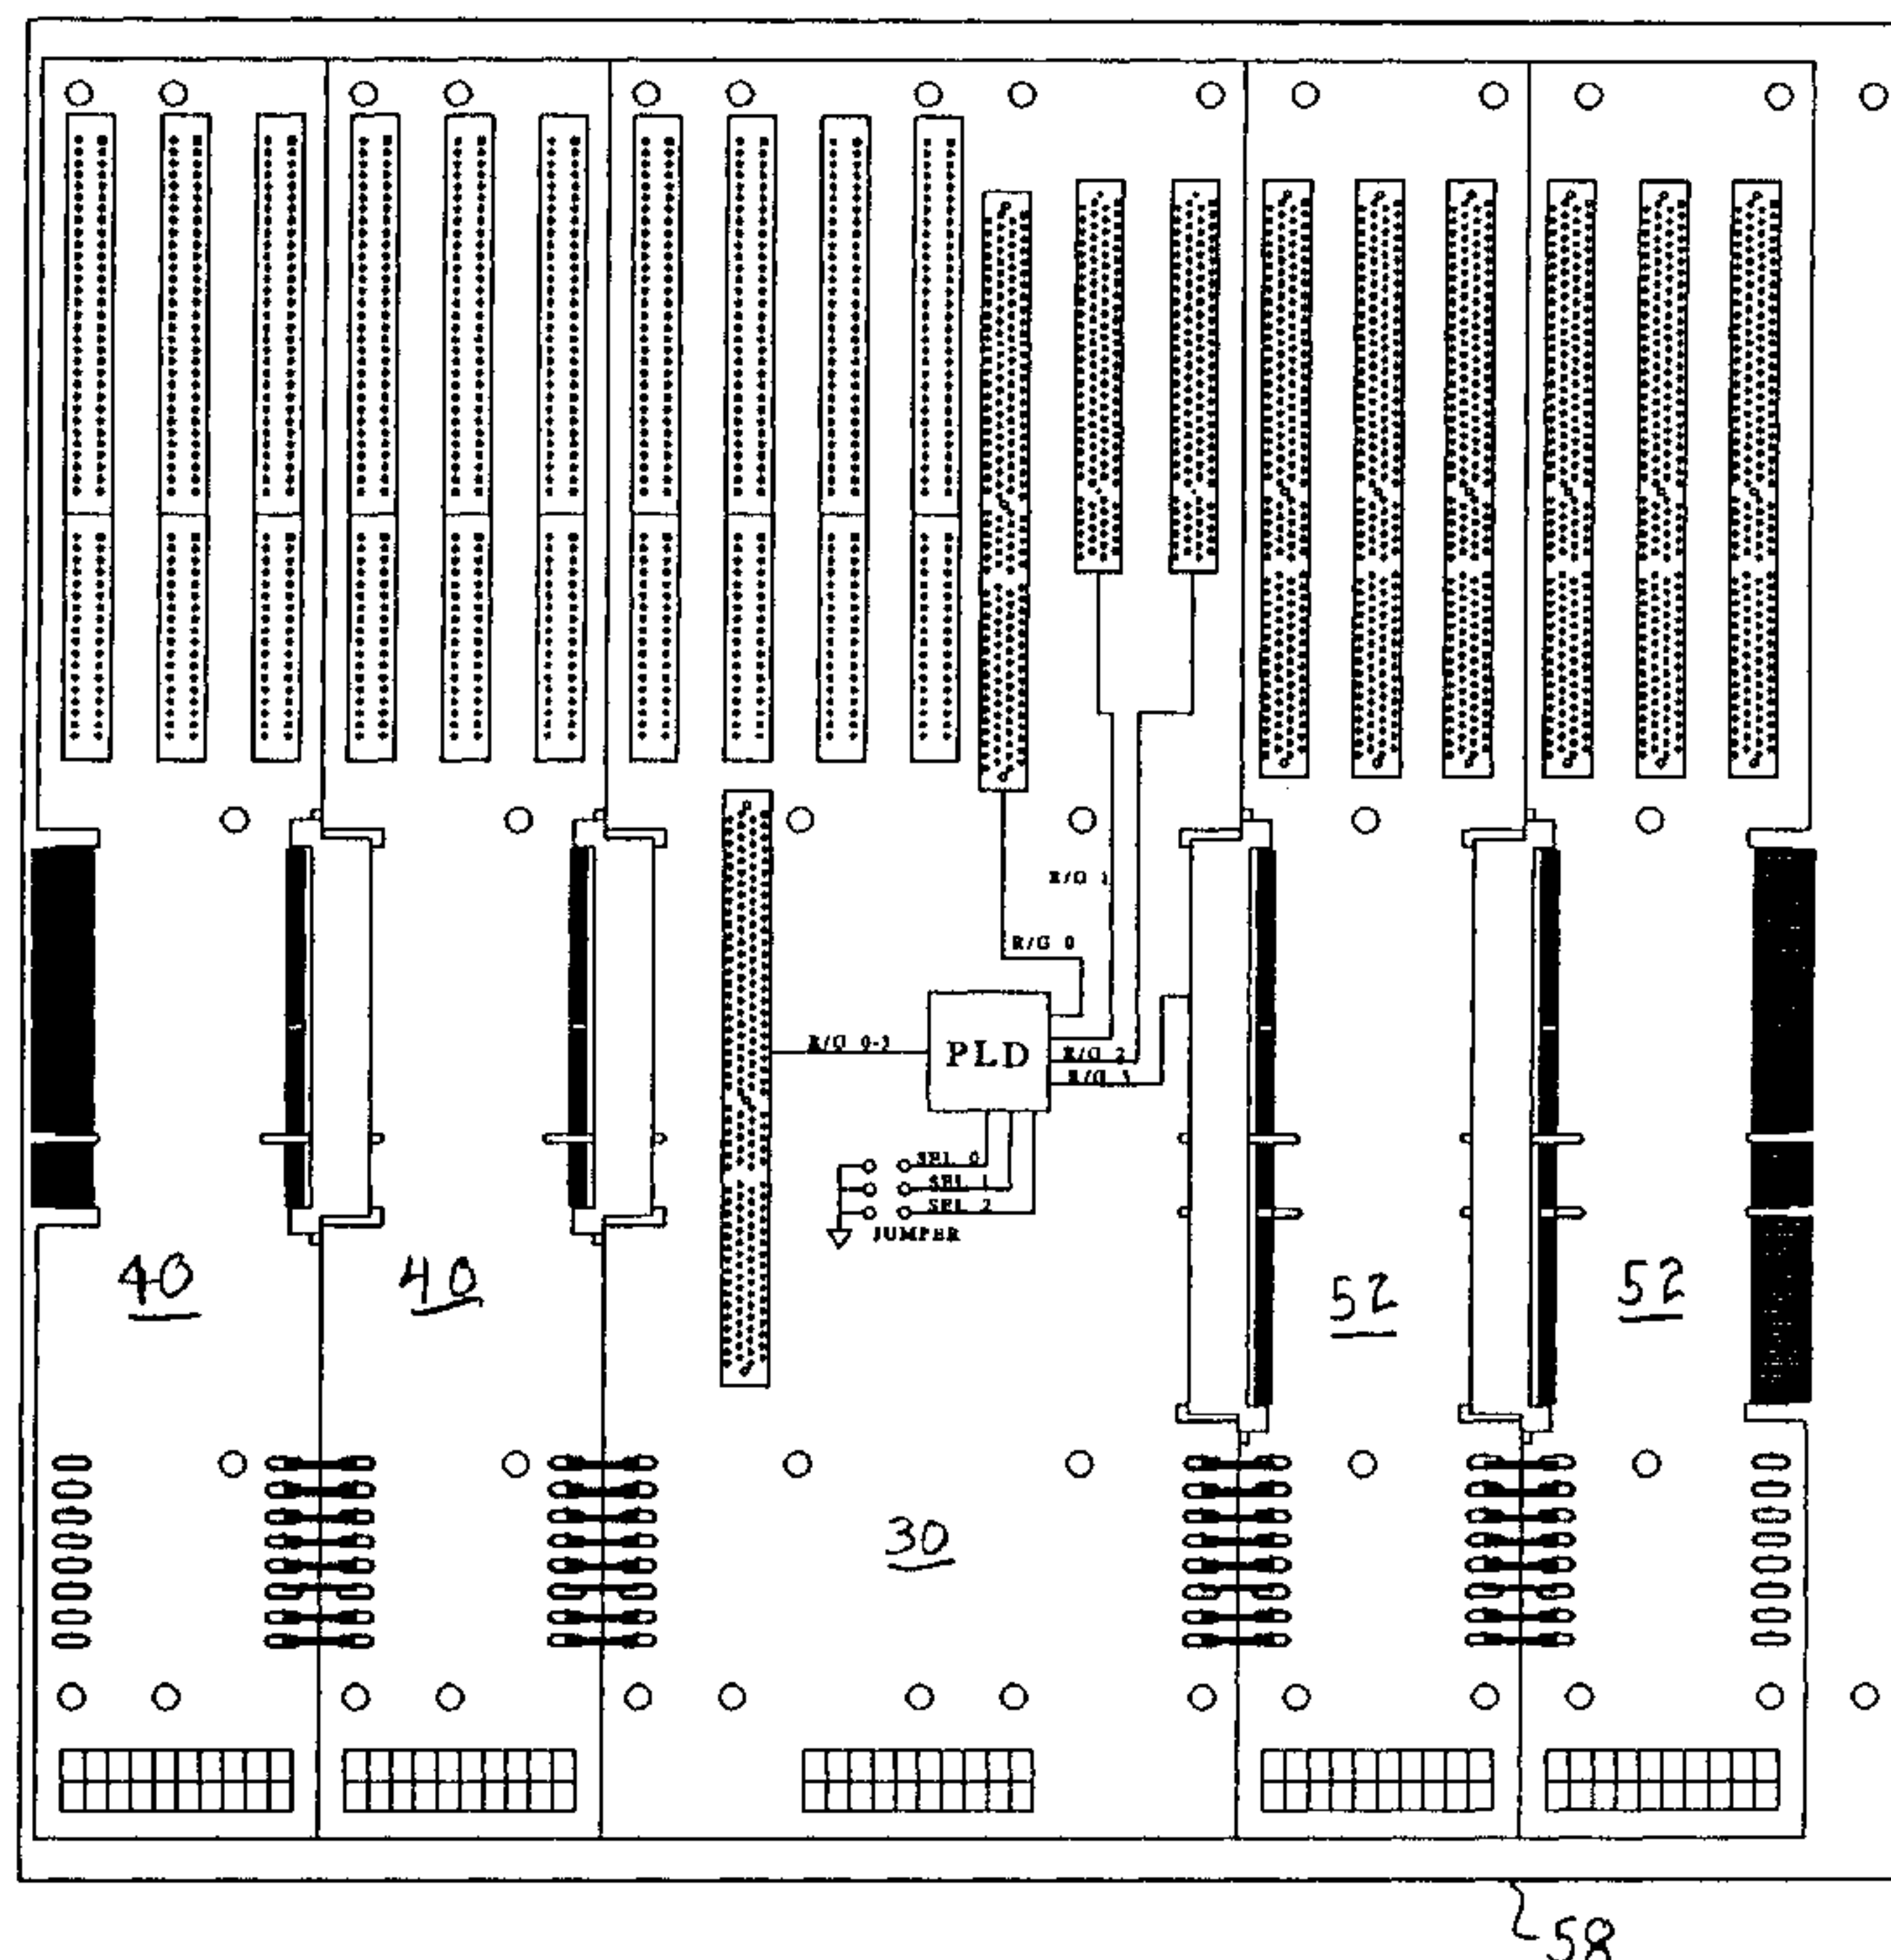 R/G 1
R/G 0
R/G 0-3
PLD
R/G 2
R/G 3
SEL 0
SEL 1
SEL 2
JUMPER
40
40
52
52
30
58